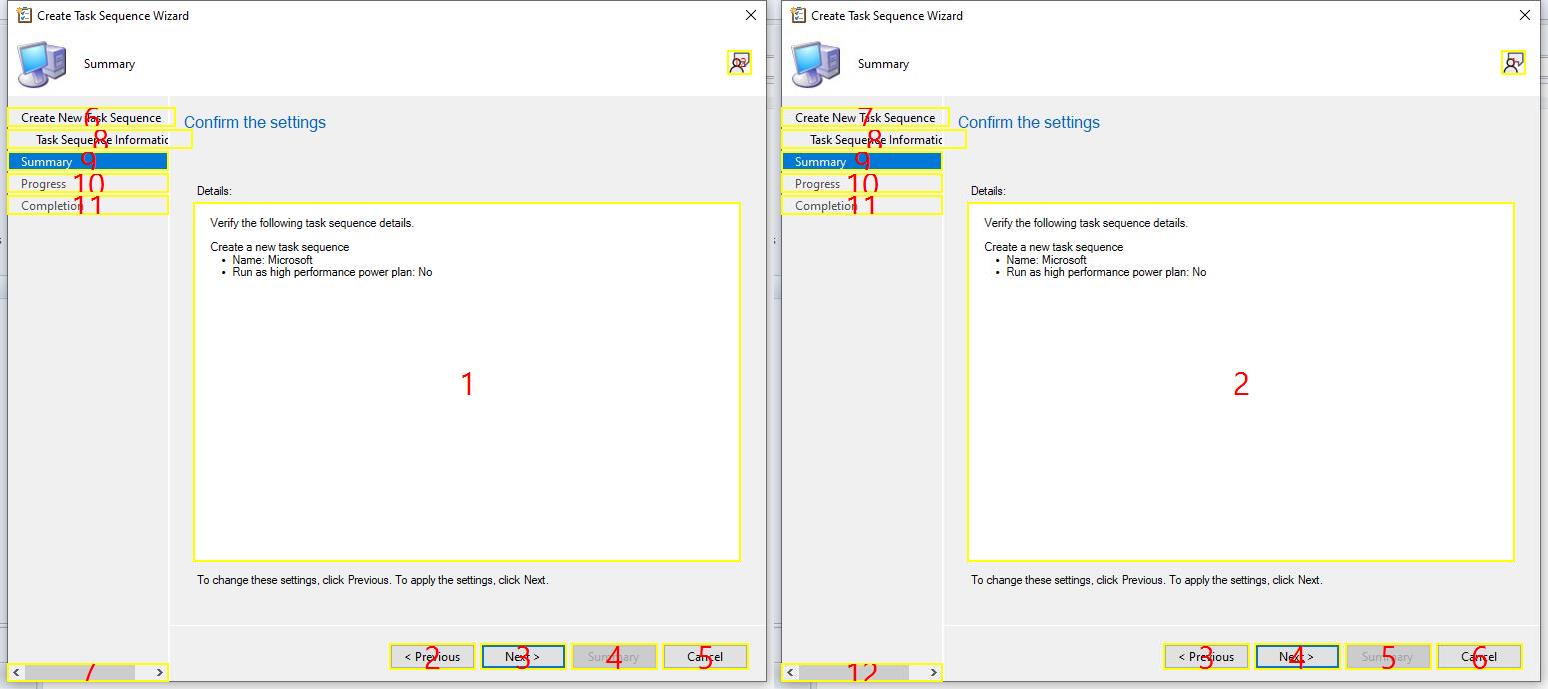 Create Task Sequence Wizard
Summary
6
Create New Task Sequence
8
Task Sequence Informatic
9
Summary
10
Progress
11
Completion
Confirm the settings
Details:
Verify the following task sequence details.
Create a new task sequence
• Name: Microsoft
• Run as high performance power plan: No
1
To change these settings, click Previous. To apply the settings, click Next.
7
< Previous
2
Next >
3
Summary
4
Cancel
5
Create Task Sequence Wizard
Summary
7
Create New Task Sequence
8
Task Sequence Informatic
9
Summary
10
Progress
11
Completion
Confirm the settings
Details:
Verify the following task sequence details.
Create a new task sequence
• Name: Microsoft
• Run as high performance power plan: No
2
To change these settings, click Previous. To apply the settings, click Next.
12
< Previous
3
Next >
4
Summary
5
Cancel
6